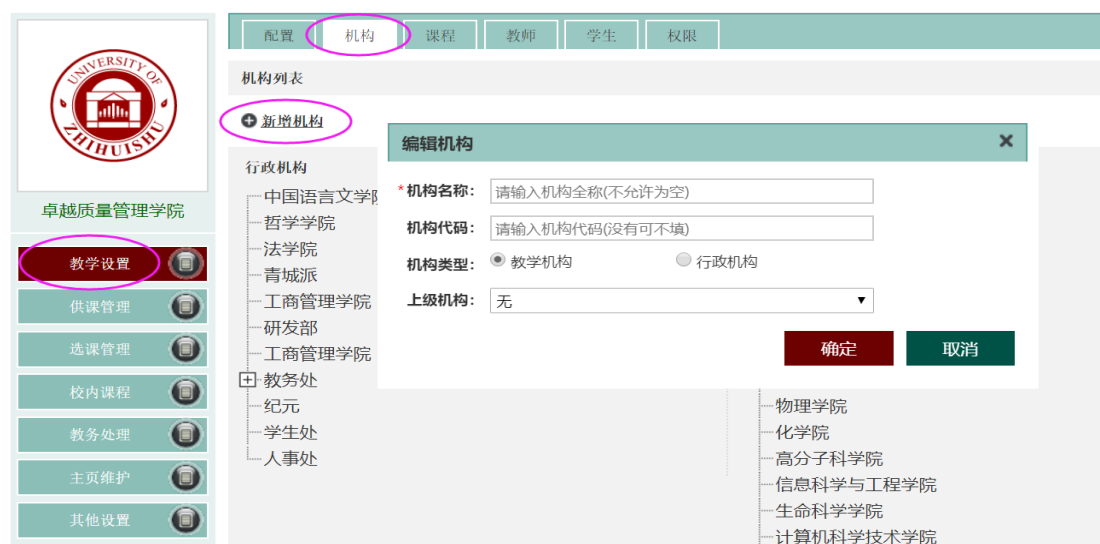 UNIVERSITY OF
ZHIHUISHU
卓越质量管理学院
教学设置
供课管理
选课管理
校内课程
教务处理
主页维护
其他设置
配置 机构 课程 教师 学生 权限
机构列表
新增机构
行政机构
中国语言文学
哲学学院
法学院
青城派
工商管理学院
研发部
工商管理学院
教务处
纪元
学生处
人事处
编辑机构
*机构名称： 请输入机构全称(不允许为空)
机构代码： 请输入机构代码(没有可不填)
机构类型： 教学机构 行政机构
上级机构： 无
确定 取消
物理学院
化学院
高分子科学院
信息科学与工程学院
生命科学学院
计算机科学技术学院